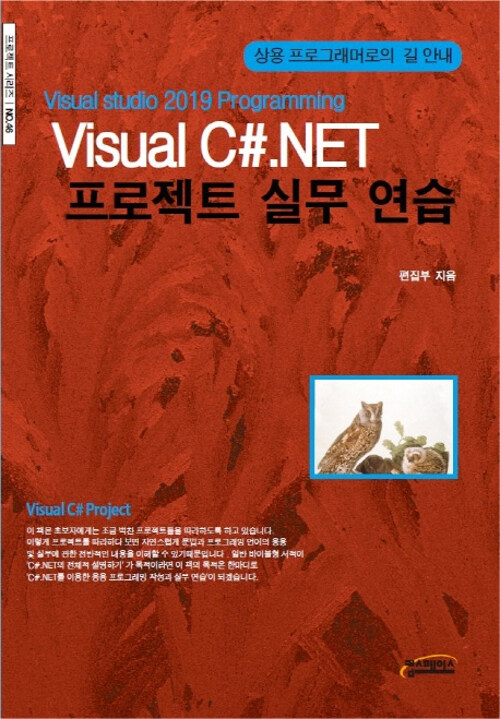 프로젝트 시리즈 | NO.46
상용 프로그래머로의 길 안내
Visual studio 2019 Programming
Visual C#.NET
프로젝트 실무 연습
편집부 지음
Visual C# Project
이 책은 초보자에게는 조금 벅찬 프로젝트들을 따라하도록 하고 있습니다.
이렇게 프로젝트를 따라하다 보면 자연스럽게 문법과 프로그래밍 언어의 응용
및 실무에 관한 전반적인 내용을 이해할 수 있기때문입니다. 일반 바이블형 서적이
'C#.NET의 전체적 설명하기' 가 목적이라면 이 책의 목적은 한마디로
'C#.NET를 이용한 응용 프로그래밍 작성과 실무 연습'이 되겠습니다.
컴스페이스